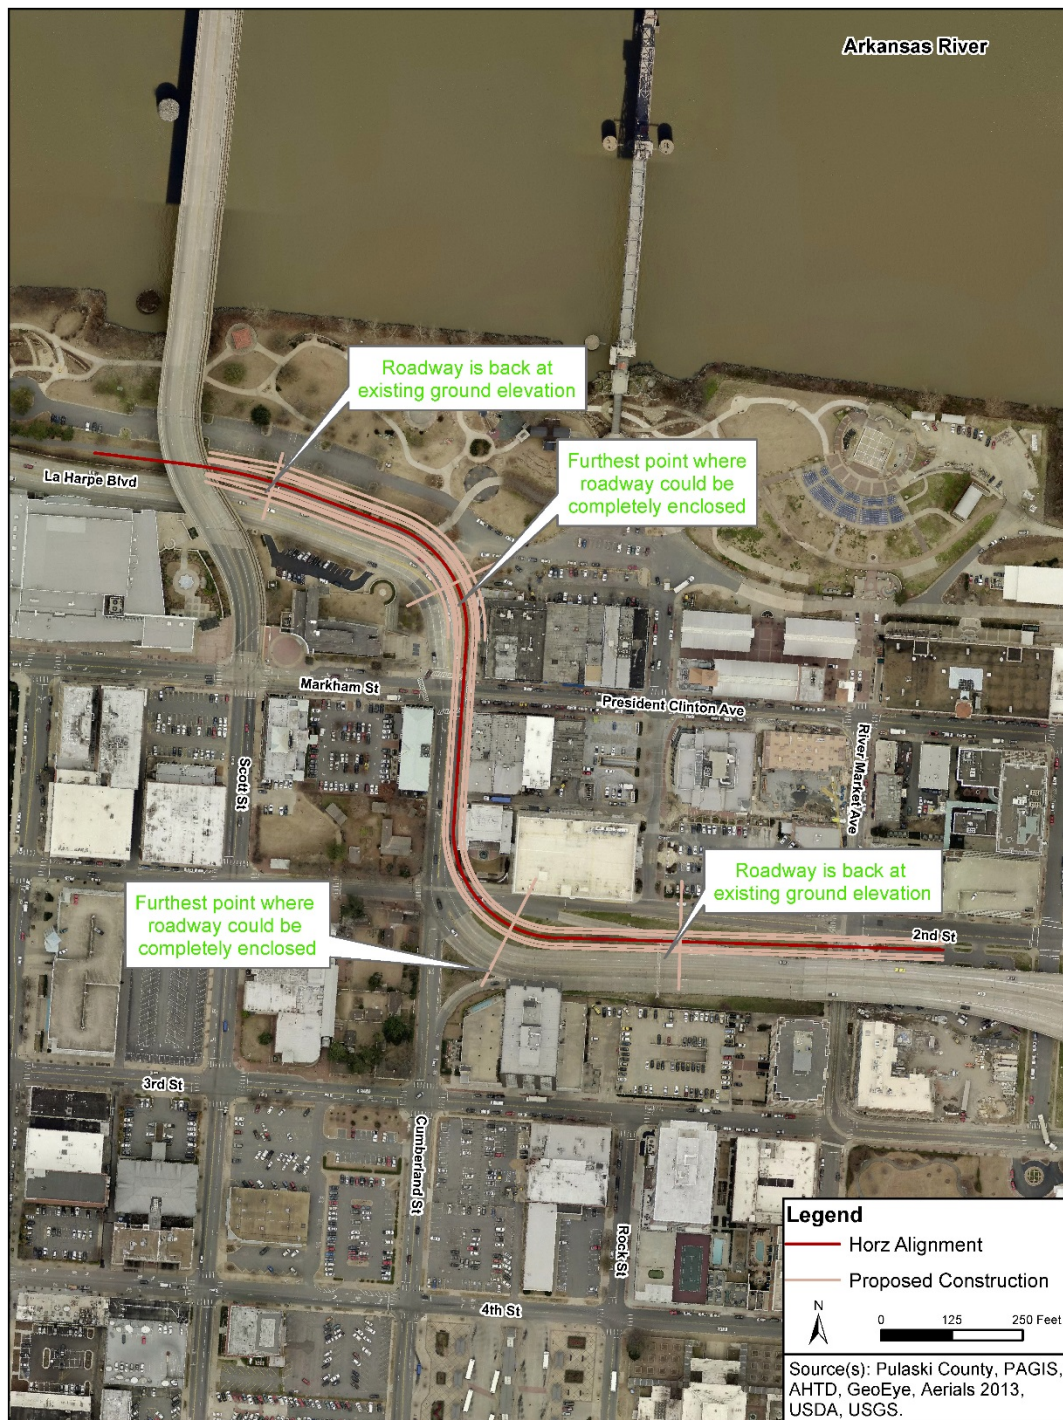 Arkansas River
Roadway is back at
existing ground elevation
Furthest point where
roadway could be
completely enclosed
La Harpe Blvd
Markham St
President Clinton Ave
River Market Ave
Scott St
Roadway is back at
existing ground elevation
Furthest point where
roadway could be
completely enclosed
2nd St
3rd St
Cumberland St
Rock St
4th St
Legend
Horz Alignment
Proposed Construction
N
0 125 250 Feet
Source(s): Pulaski County, PAGIS,
AHTD, GeoEye, Aerials 2013,
USDA, USGS.